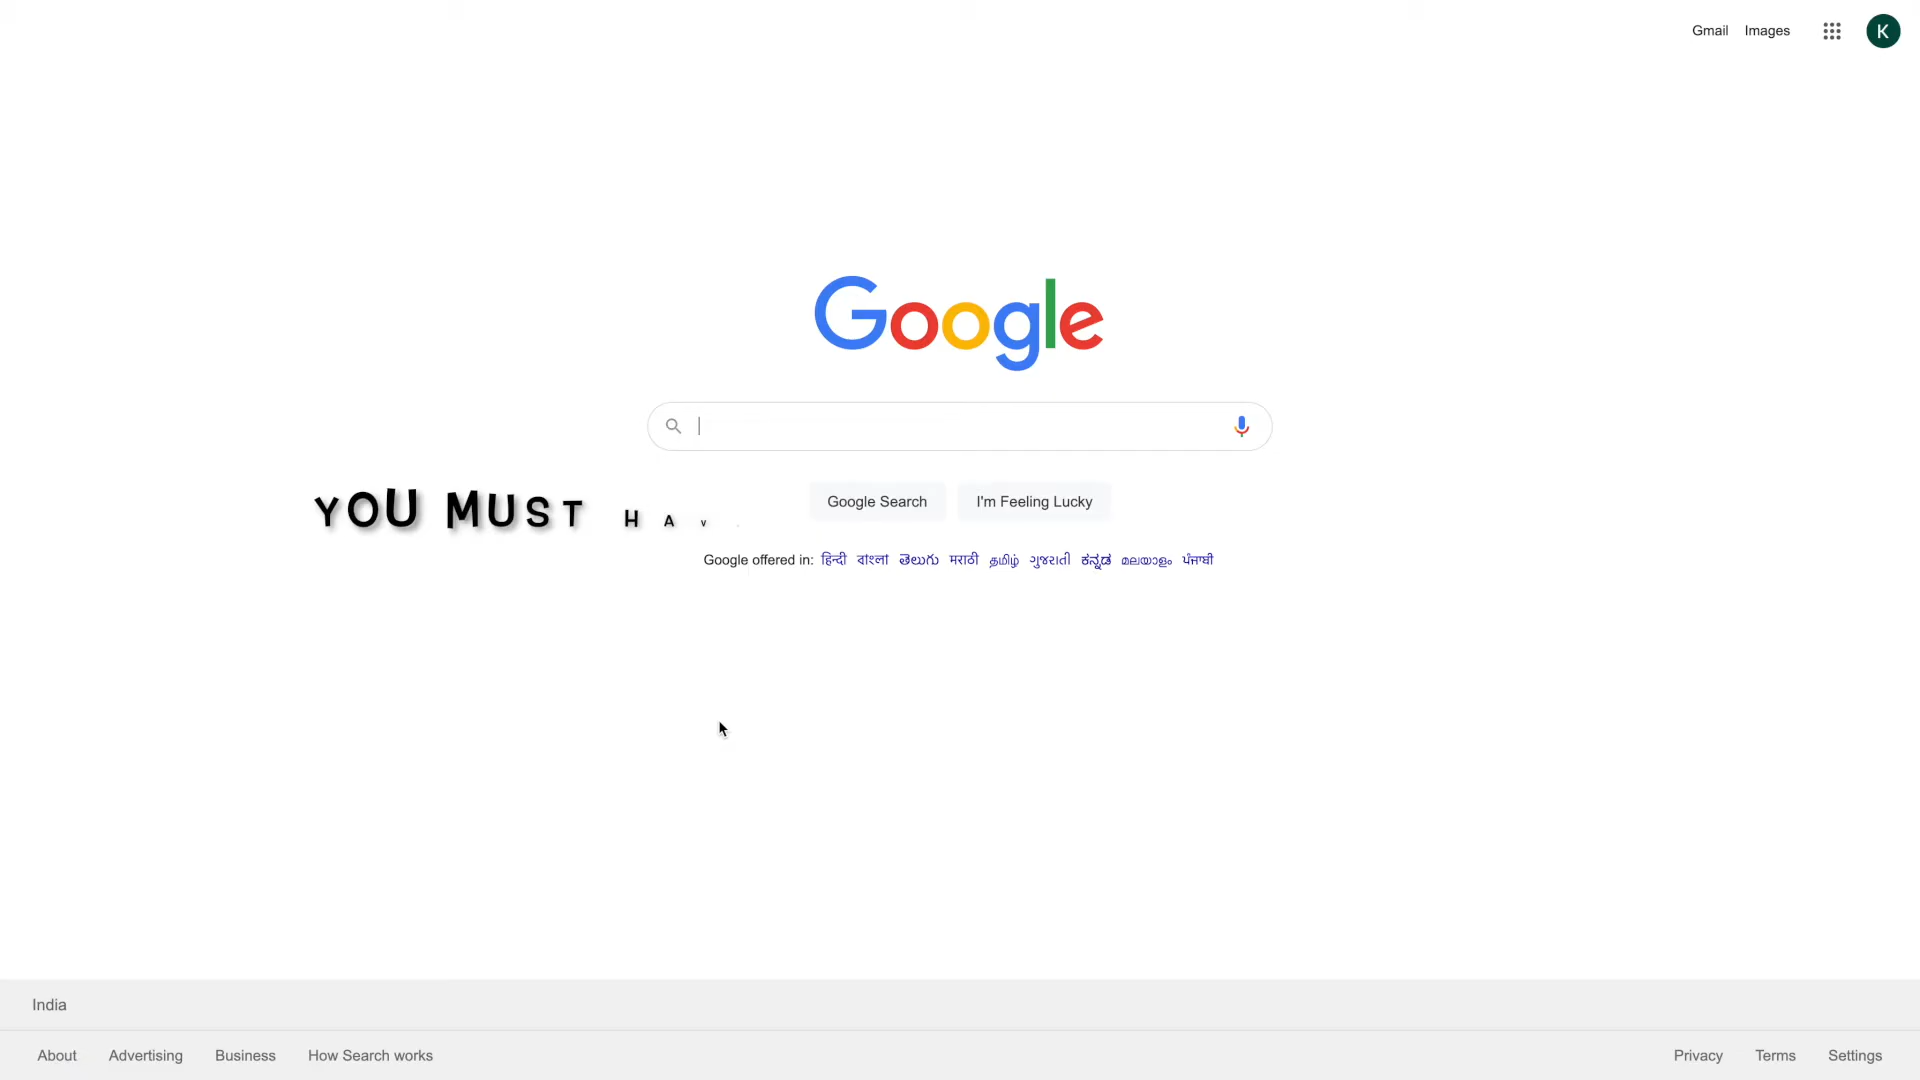 Gmail Images K
Google
YOU MUST HAV
Google Search I'm Feeling Lucky
Google offered in: हिन्दी বাংলা తెలుగు मराठी தமிழ் ગુજરાતી ಕನ್ನಡ മലയാളം ਪੰਜਾਬੀ
India
About Advertising Business How Search works Privacy Terms Settings